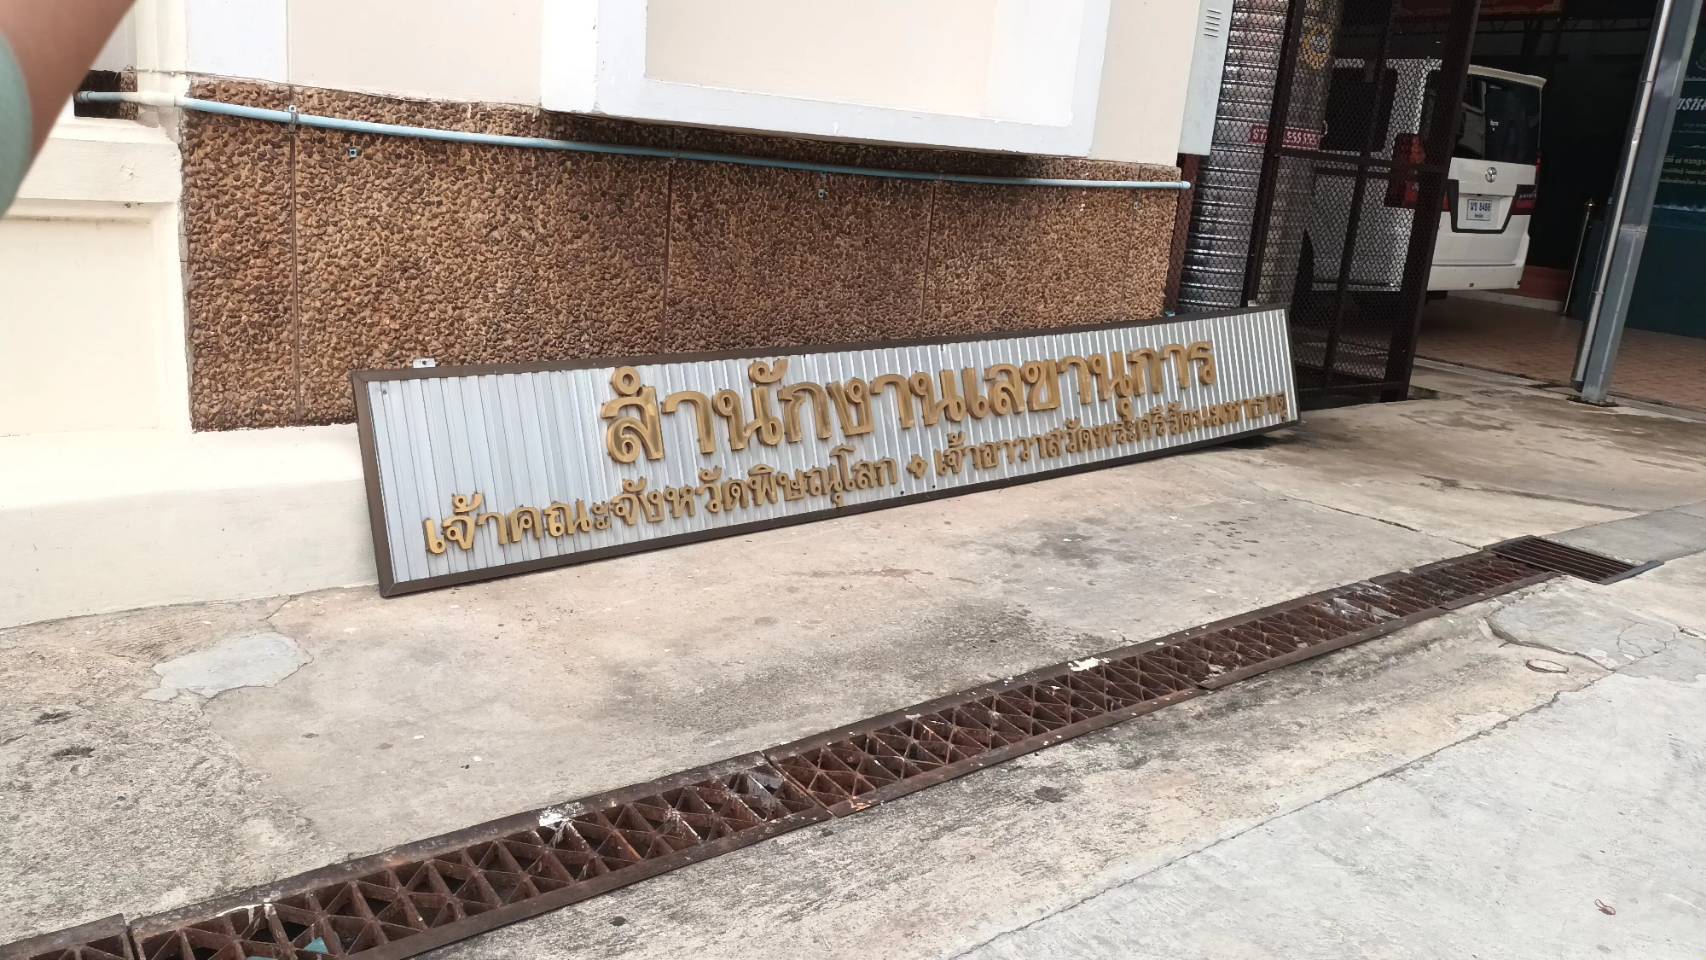 สำนักงานเลขานุการ
เจ้าคณะจังหวัดพิษณุโลก ❖ เจ้าอาวาสวัดพระศรีรัตนมหาธาตุ